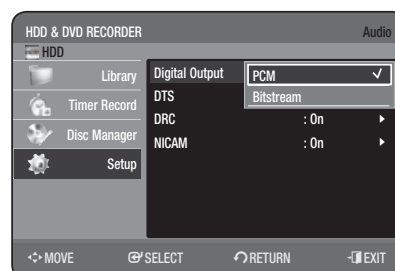 HDD & DVD RECORDER Audio
HDD
Library
Timer Record
Disc Manager
Setup
Digital Output PCM ✓
Bitstream
DTS
DRC : On ►
NICAM : On ►
MOVE SELECT RETURN EXIT